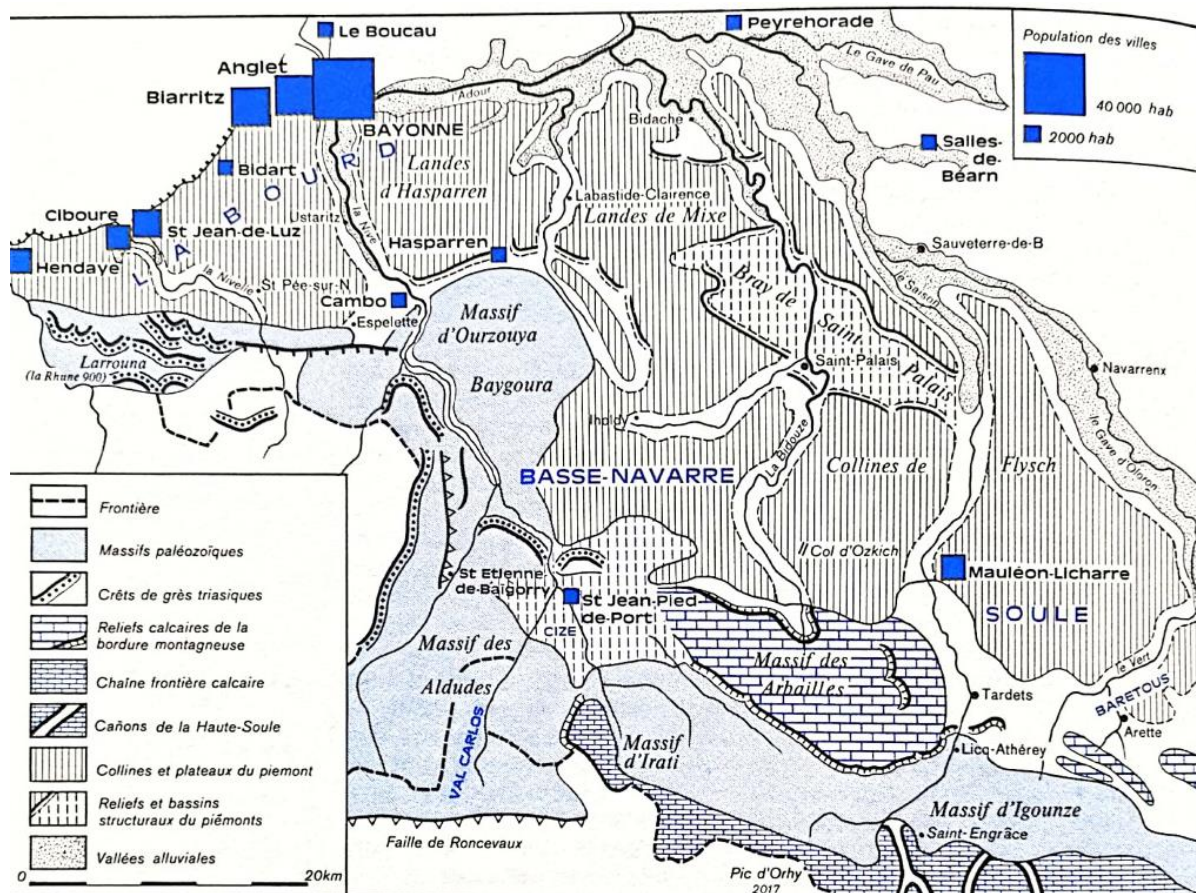 Le Boucau
Peyrehorade
Population des villes
40 000 hab
2000 hab
Le Gave de Pau
Anglet
Biarritz
l'Adour
BAYONNE
Bidache
Salies-
de-
Béarn
Landes
d'Hasparren
Bidart
LABOURD
Labastide-Clairence
Landes de Mixe
Ustaritz
la Nive
Ciboure
St Jean-de-Luz
Hasparren
Sauveterre-de-B
Hendaye
la Nivelle
St Pée-sur-N
le Saison
Bray de
Saint-
Palais
Cambo
Espelette
Massif
d'Ourzouya
Larrouna
(la Rhune 900)
Baygoura
Saint-Palais
Navarrenx
Iholdy
le Gave d'Oloron
La Bidouze
BASSE-NAVARRE
Collines de
Flysch
Frontière
Massifs paléozoïques
Crêts de grès triasiques
Reliefs calcaires de la
bordure montagneuse
Chaîne frontière calcaire
Cañons de la Haute-Soule
Collines et plateaux du piemont
Reliefs et bassins
structuraux du piémonts
Vallées alluviales
0
20km
Col d'Ozkich
Mauléon-Licharre
St Etienne
de-Baïgorry
St Jean-Pied-
de-Port
CIZE
SOULE
Massif des
Aldudes
Massif des
Arbailles
le Vert
BARETOUS
Tardets
Arette
VAL CARLOS
Massif
d'Irati
Licq-Athérey
Massif d'Igounze
Saint-Engrâce
Faille de Roncevaux
Pic d'Orhy
2017